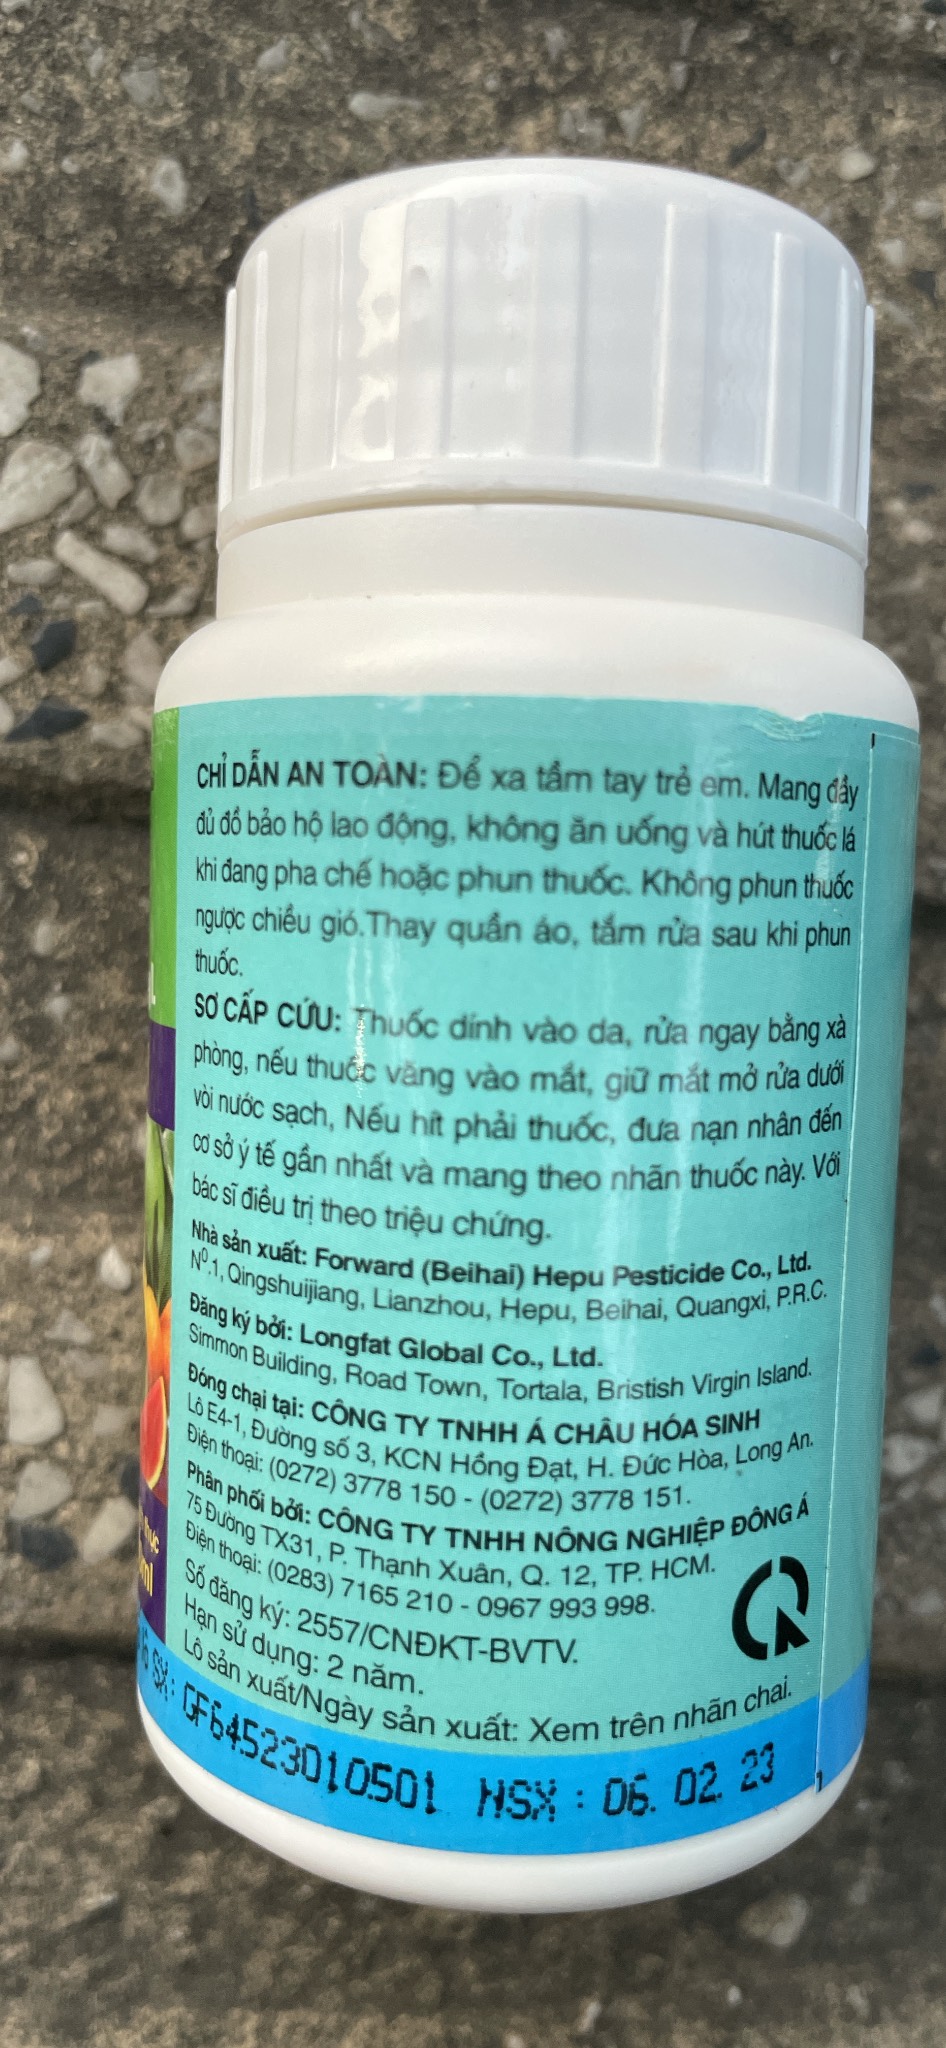 CHỈ DẪN AN TOÀN: Để xa tầm tay trẻ em. Mang đầy
đủ đồ bảo hộ lao động, không ăn uống và hút thuốc lá
khi đang pha chế hoặc phun thuốc. Không phun thuốc
ngược chiều gió.Thay quần áo, tắm rửa sau khi phun
thuốc.
SƠ CẤP CỨU: Thuốc dính vào da, rửa ngay bằng xà
phòng, nếu thuốc văng vào mắt, giữ mắt mở rửa dưới
vòi nước sạch, Nếu hít phải thuốc, đưa nạn nhân đến
cơ sở y tế gần nhất và mang theo nhãn thuốc này. Với
bác sĩ điều trị theo triệu chứng.
Nhà sản xuất: Forward (Beihai) Hepu Pesticide Co., Ltd.
Nº.1, Qingshuijiang, Lianzhou, Hepu, Beihai, Quangxi, P.R.C.
Đăng ký bởi: Longfat Global Co., Ltd.
Simmon Building, Road Town, Tortala, Bristish Virgin Island.
Đóng chai tại: CÔNG TY TNHH Á CHÂU HÓA SINH
Lô E4-1, Đường số 3, KCN Hồng Đạt, H. Đức Hòa, Long An.
Điện thoại: (0272) 3778 150 - (0272) 3778 151.
Phân phối bởi: CÔNG TY TNHH NÔNG NGHIỆP ĐÔNG Á
75 Đường TX31, P. Thạnh Xuân, Q. 12, TP. HCM.
Điện thoại: (0283) 7165 210 - 0967 993 998.
Số đăng ký: 2557/CNĐKT-BVTV.
Hạn sử dụng: 2 năm.
Lô sản xuất/Ngày sản xuất: Xem trên nhãn chai.
SX: GF64523010501 NSX : 06. 02. 23